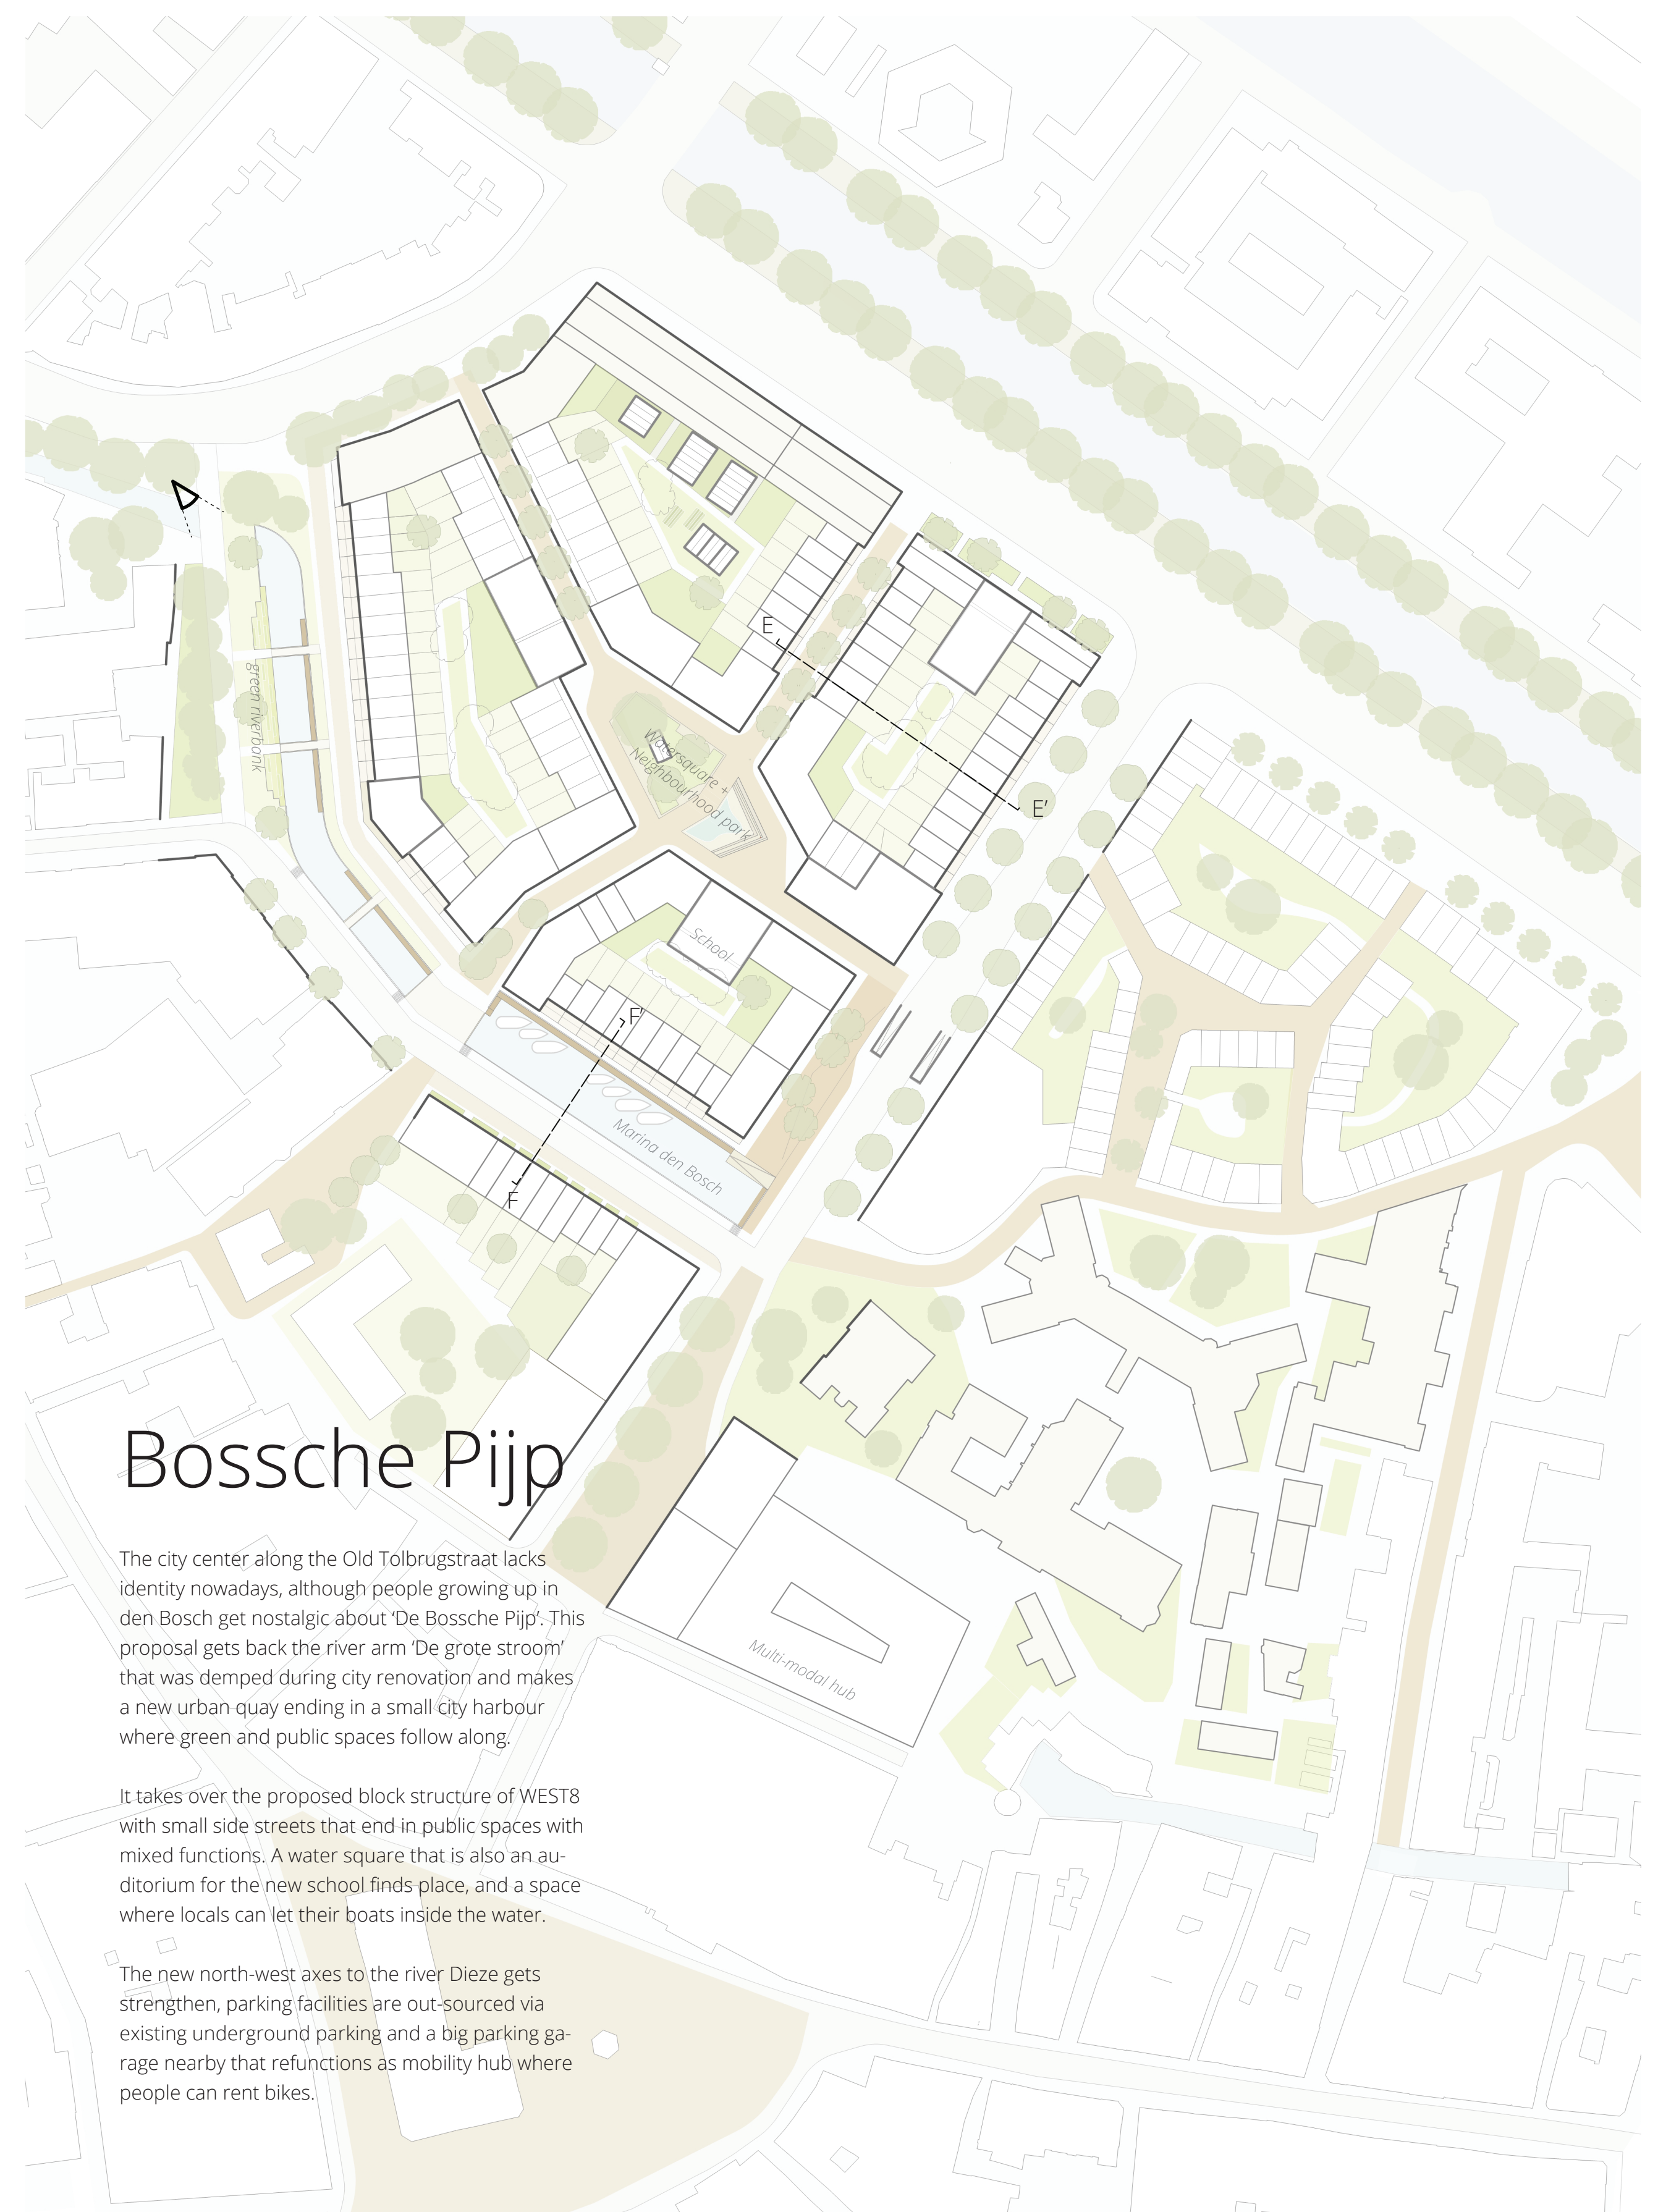 E
green riverbank
Watersquare +
Neighbourhood park
E'
School
F'
Marina den Bosch
F
Bossche Pijp
The city center along the Old Tolbrugstraat lacks
identity nowadays, although people growing up in
den Bosch get nostalgic about ‘De Bossche Pijp’. This
proposal gets back the river arm ‘De grote stroom’
that was demped during city renovation and makes
a new urban quay ending in a small city harbour
where green and public spaces follow along.
It takes over the proposed block structure of WEST8
with small side streets that end in public spaces with
mixed functions. A water square that is also an au-
ditorium for the new school finds place, and a space
where locals can let their boats inside the water.
The new north-west axes to the river Dieze gets
strengthen, parking facilities are out-sourced via
existing underground parking and a big parking ga-
rage nearby that refunctions as mobility hub where
people can rent bikes.
Multi-modal hub